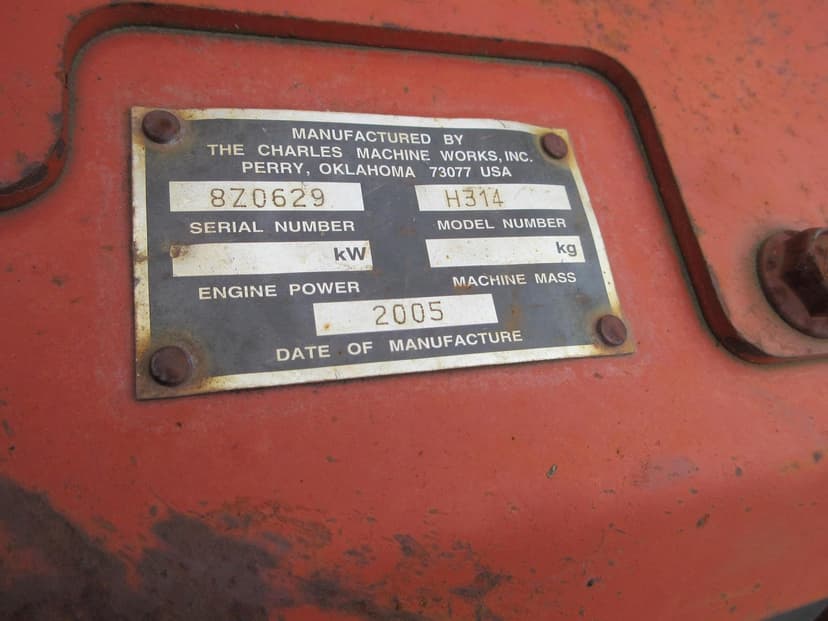 MANUFACTURED BY
THE CHARLES MACHINE WORKS, INC.
PERRY, OKLAHOMA 73077 USA
8Z0629 H314
SERIAL NUMBER MODEL NUMBER
kW kg
ENGINE POWER MACHINE MASS
2005
DATE OF MANUFACTURE